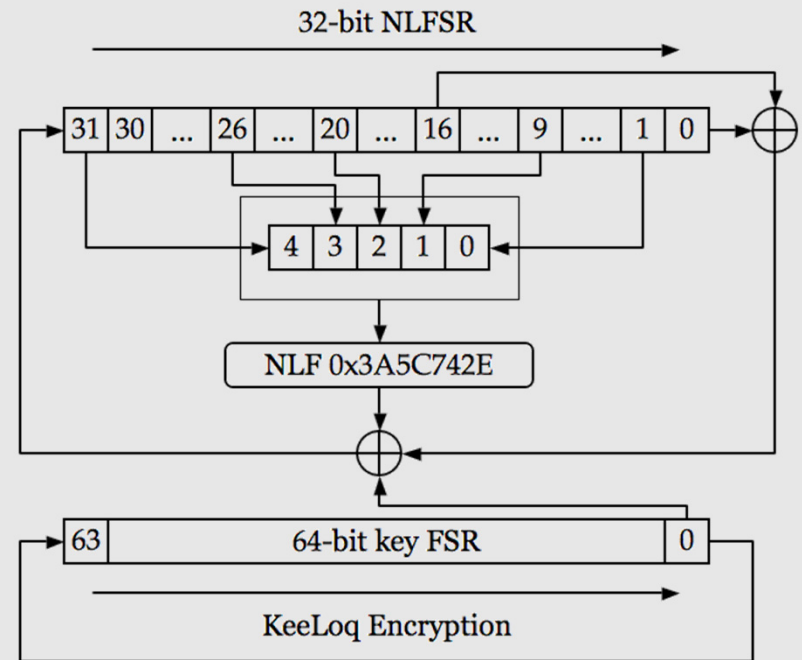 32-bit NLFSR
31 30 ... 26 ... 20 ... 16 ... 9 ... 1 0
4 3 2 1 0
NLF 0x3A5C742E
63 64-bit key FSR 0
KeeLoq Encryption